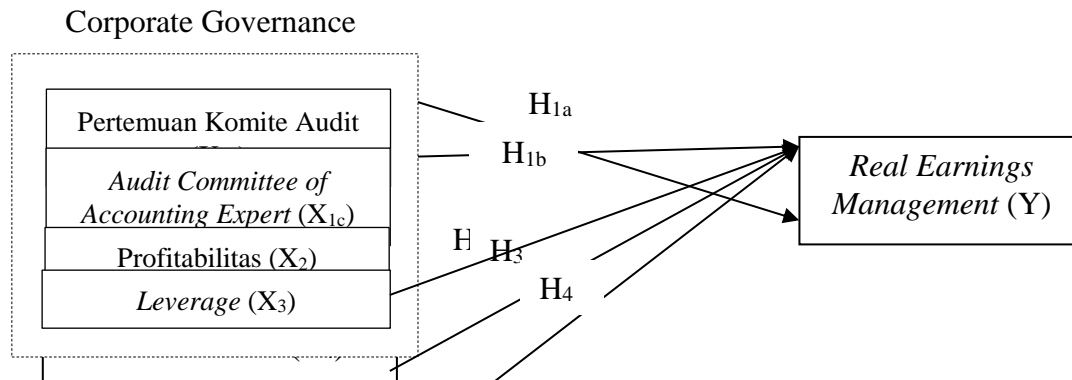 Corporate Governance
Pertemuan Komite Audit
Audit Committee of
Accounting Expert (X1c)
Profitabilitas (X2)
Leverage (X3)
H1a
H1b
H
H3
H4
Real Earnings
Management (Y)